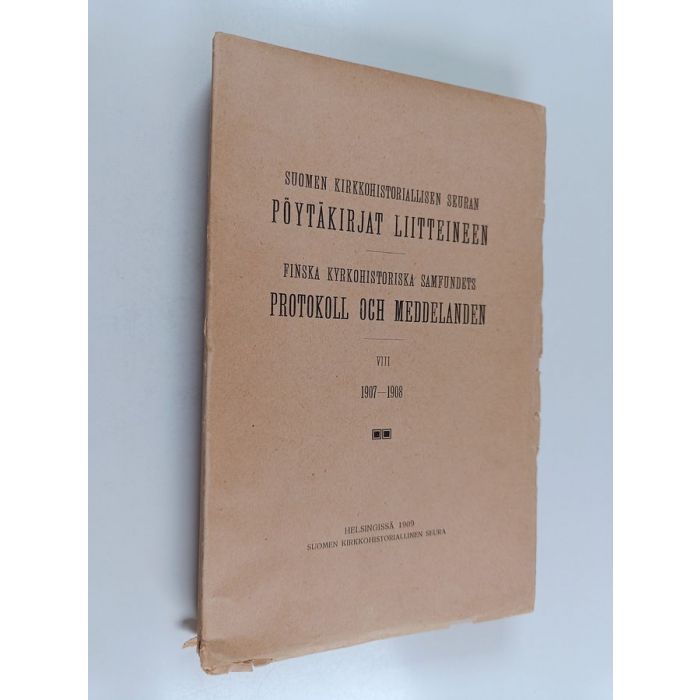 SUOMEN KIRKKOHISTORIALLISEN SEURAN
PÖYTÄKIRJAT LIITTEINEEN
FINSKA KYRKOHISTORISKA SAMFUNDETS
PROTOKOLL OCH MEDDELANDEN
VIII
1907—1908
HELSINGISSÄ 1909
SUOMEN KIRKKOHISTORIALLINEN SEURA